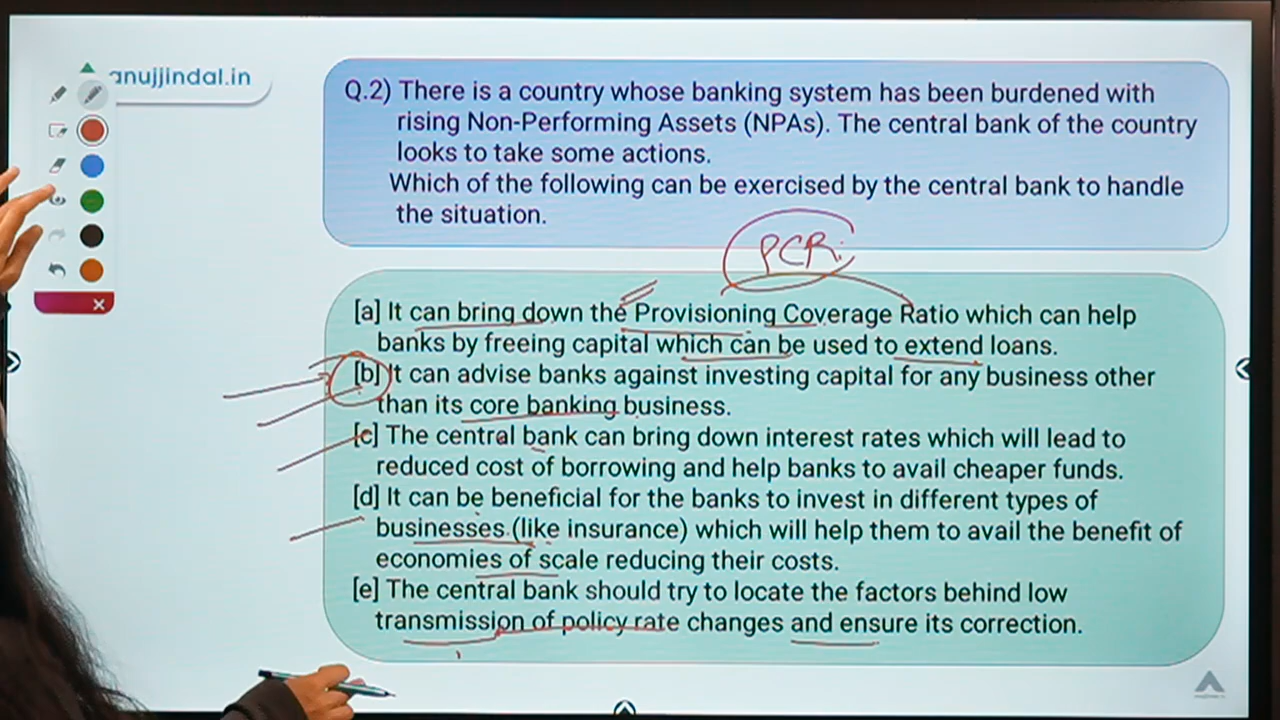 anujjindal.in
Q.2) There is a country whose banking system has been burdened with
rising Non-Performing Assets (NPAs). The central bank of the country
looks to take some actions.
Which of the following can be exercised by the central bank to handle
the situation.
PCR:
[a] It can bring down the Provisioning Coverage Ratio which can help
banks by freeing capital which can be used to extend loans.
[b] It can advise banks against investing capital for any business other
than its core banking business.
[c] The central bank can bring down interest rates which will lead to
reduced cost of borrowing and help banks to avail cheaper funds.
[d] It can be beneficial for the banks to invest in different types of
businesses (like insurance) which will help them to avail the benefit of
economies of scale reducing their costs.
[e] The central bank should try to locate the factors behind low
transmission of policy rate changes and ensure its correction.